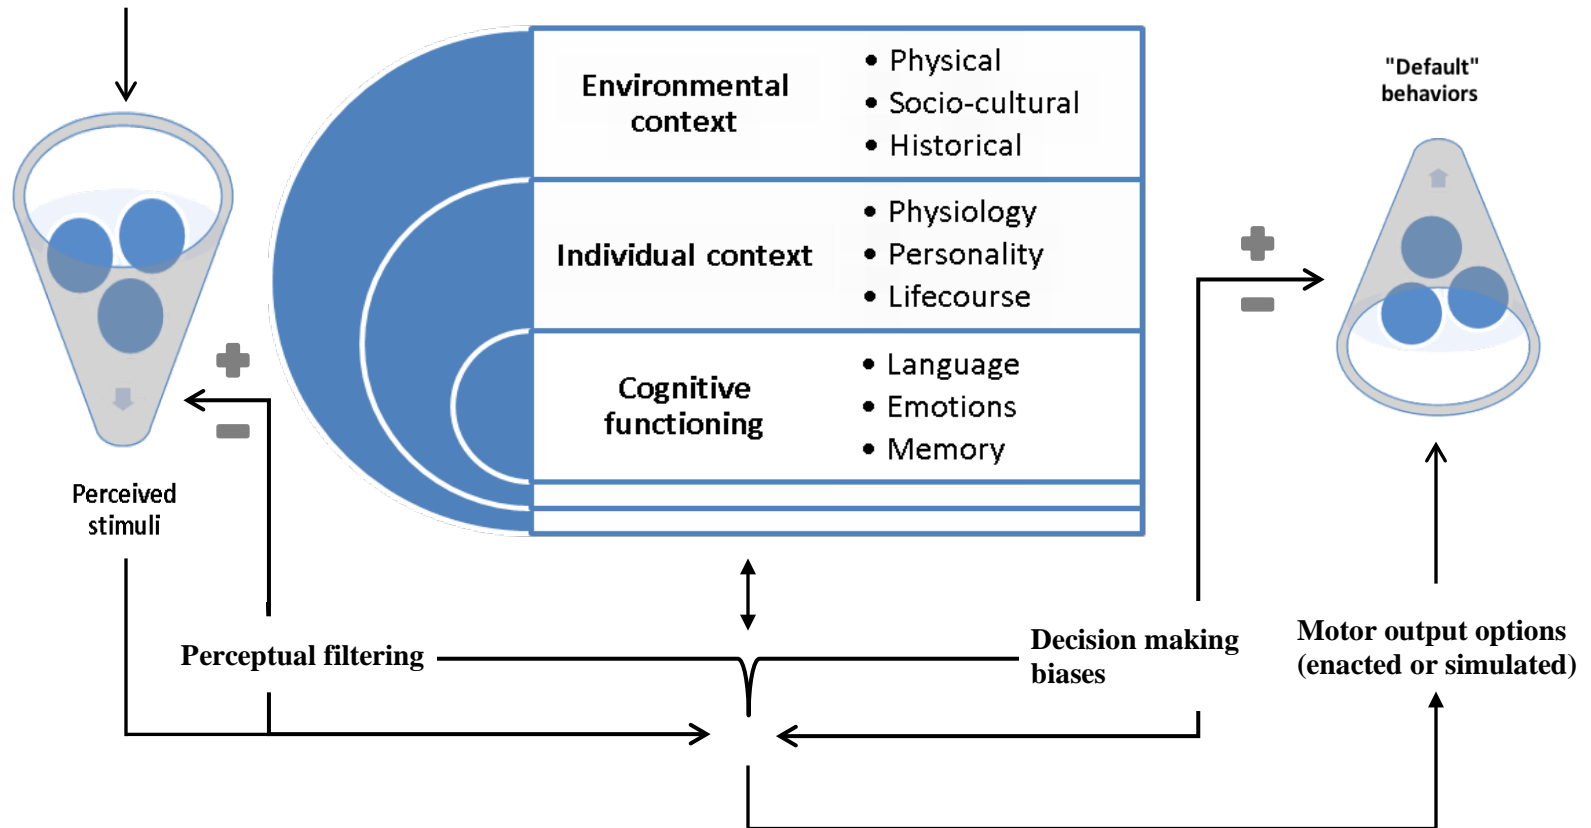 Environmental
context
• Physical
• Socio-cultural
• Historical
Individual context
• Physiology
• Personality
• Lifecourse
Cognitive
functioning
• Language
• Emotions
• Memory
"Default"
behaviors
Perceived
stimuli
Perceptual filtering
Decision making
biases
Motor output options
(enacted or simulated)